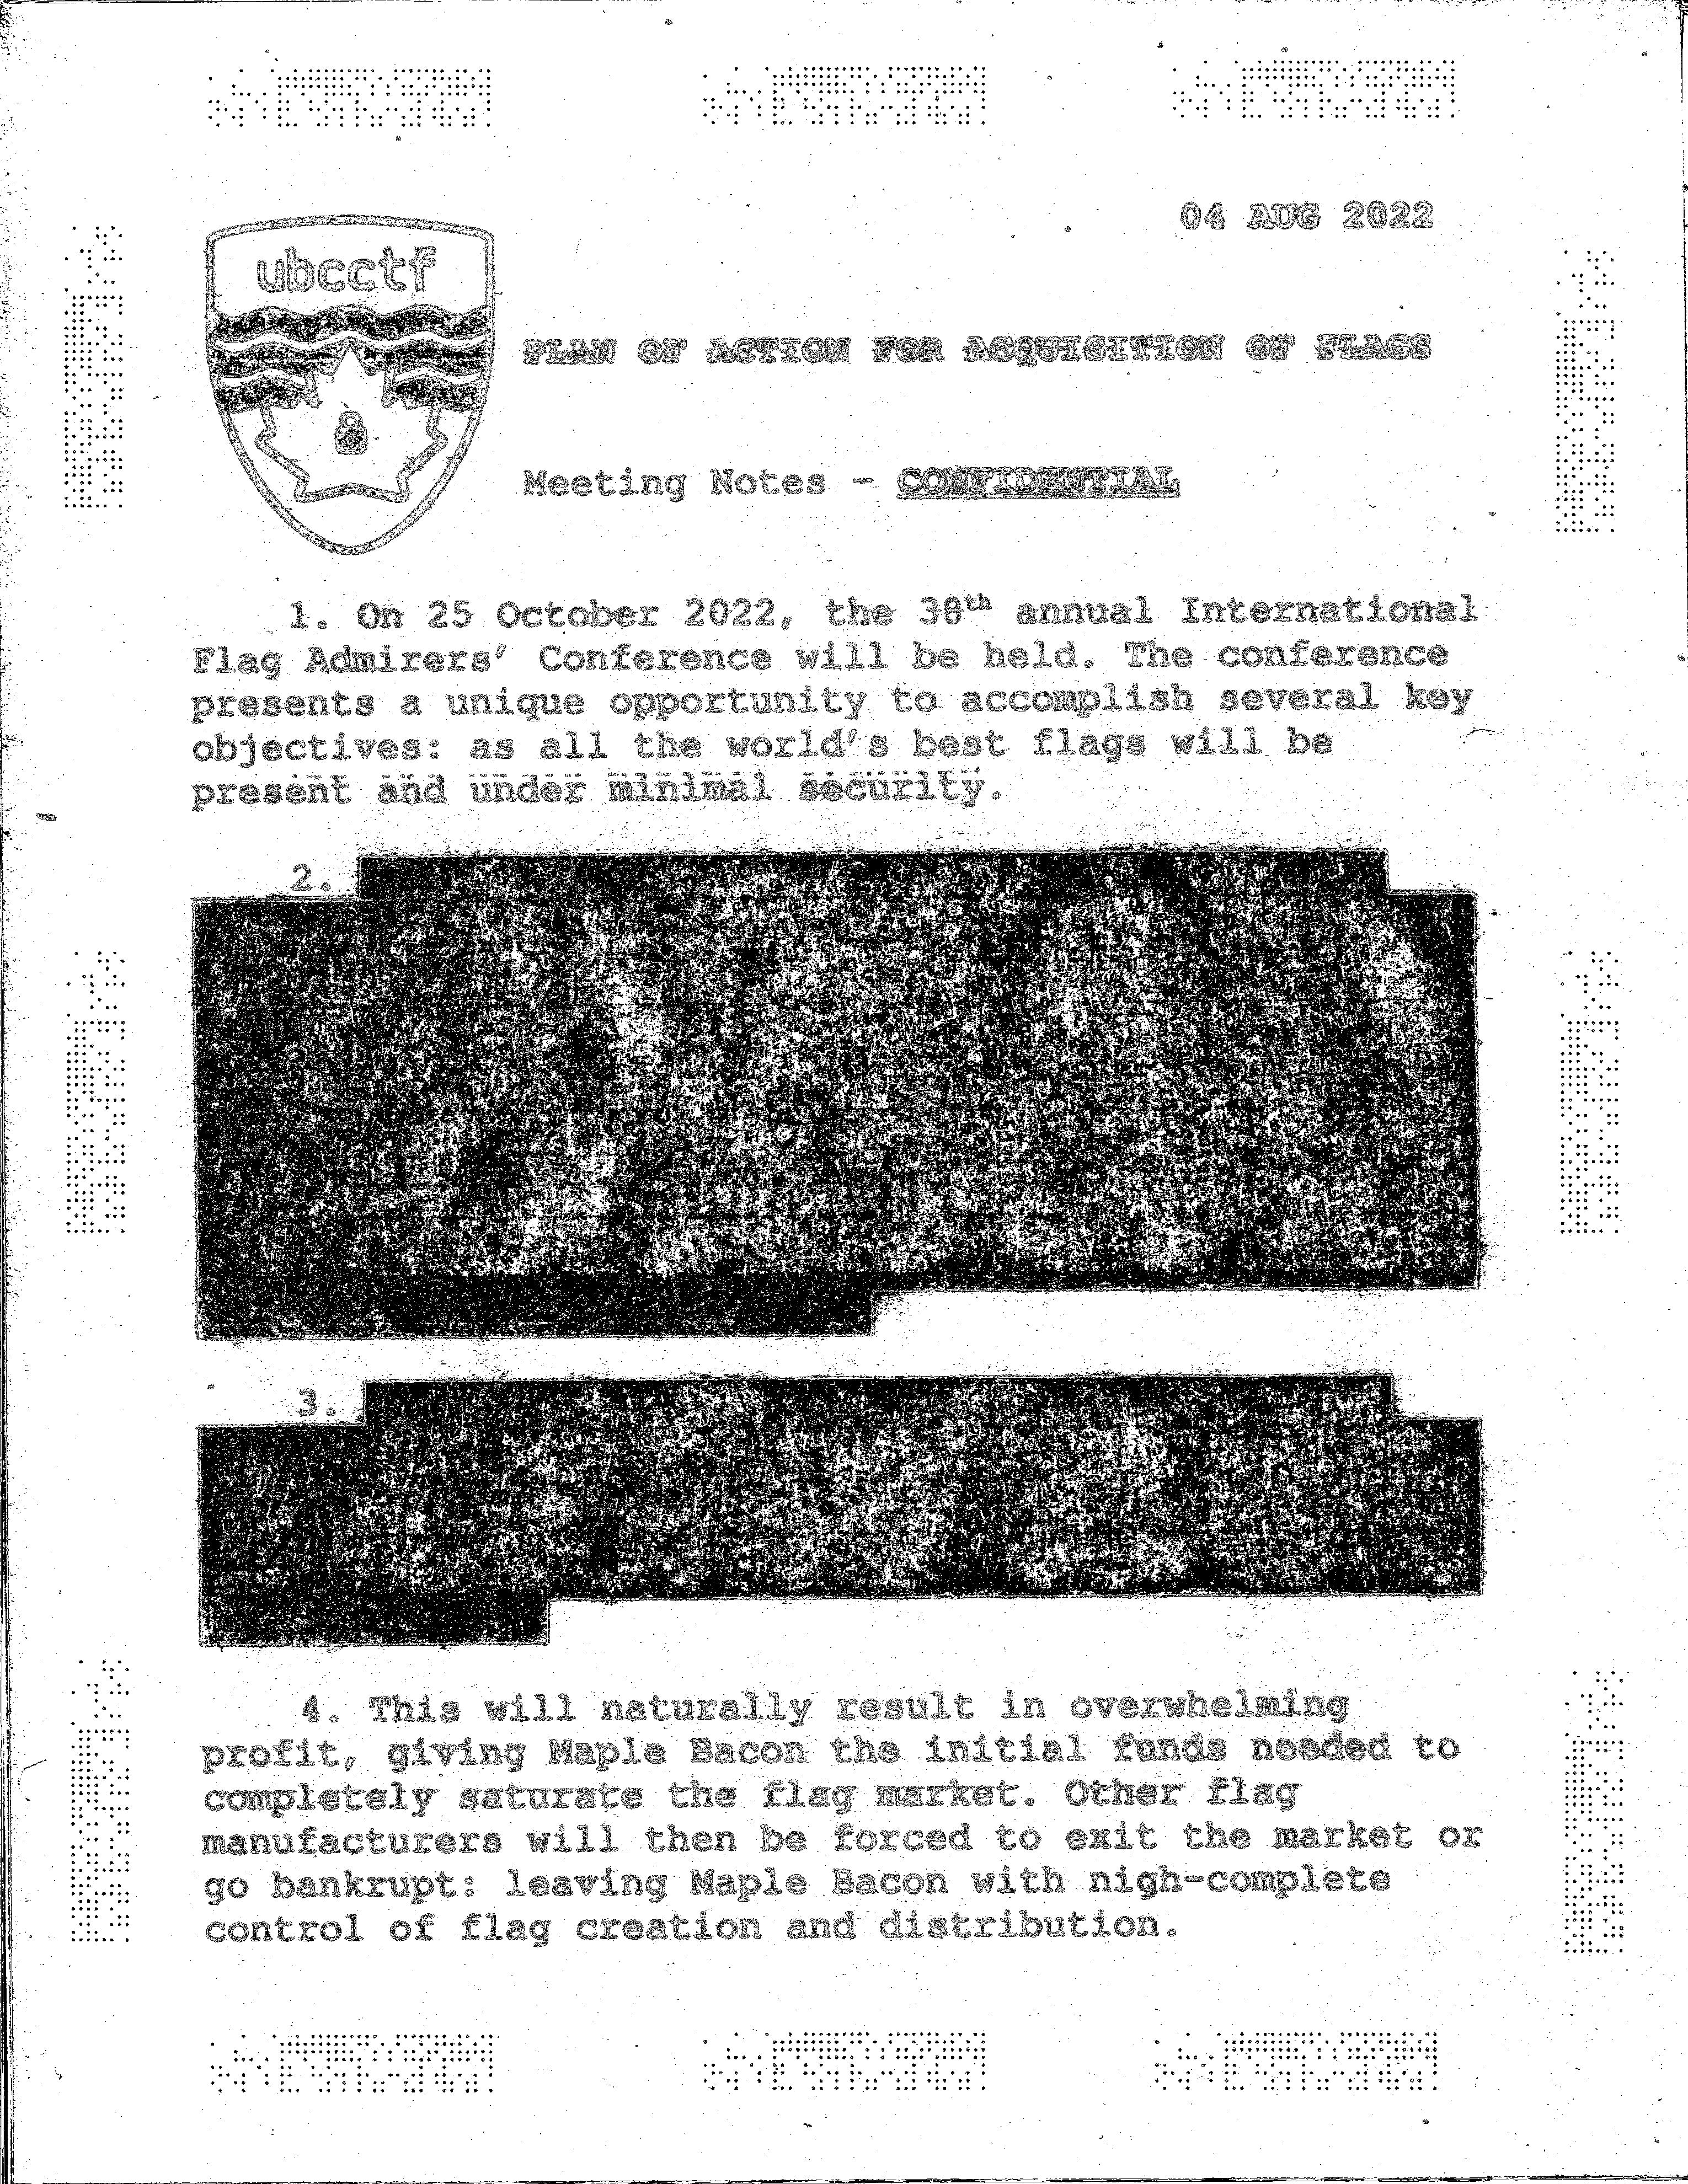 04 AUG 2022
ubcctf
PLAN OF ACTION FOR ACQUISITION OF FLAGS
Meeting Notes - CONFIDENTIAL
1. On 25 October 2022, the 38th annual International
Flag Admirers' Conference will be held. The conference
presents a unique opportunity to accomplish several key
objectives: as all the world's best flags will be
present and under minimal security.
2.
3.
4. This will naturally result in overwhelming
profit, giving Maple Bacon the initial funds needed to
completely saturate the flag market. Other flag
manufacturers will then be forced to exit the market or
go bankrupt: leaving Maple Bacon with nigh-complete
control of flag creation and distribution.